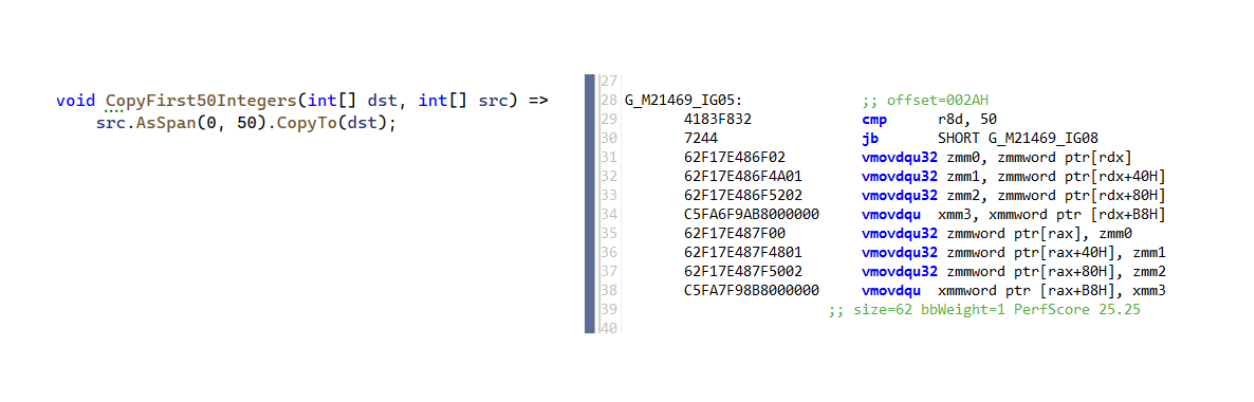 void CopyFirst50Integers(int[] dst, int[] src) =>
src.AsSpan(0, 50).CopyTo(dst);
27
28 G_M21469_IG05: ;; offset=002AH
29 4183F832 cmp r8d, 50
30 7244 jb SHORT G_M21469_IG08
31 62F17E486F02 vmovdqu32 zmm0, zmmword ptr[rdx]
32 62F17E486F4A01 vmovdqu32 zmm1, zmmword ptr[rdx+40H]
33 62F17E486F5202 vmovdqu32 zmm2, zmmword ptr[rdx+80H]
34 C5FA6F9AB8000000 vmovdqu xmm3, xmmword ptr [rdx+B8H]
35 62F17E487F00 vmovdqu32 zmmword ptr[rax], zmm0
36 62F17E487F4801 vmovdqu32 zmmword ptr[rax+40H], zmm1
37 62F17E487F5002 vmovdqu32 zmmword ptr[rax+80H], zmm2
38 C5FA7F98B8000000 vmovdqu xmmword ptr [rax+B8H], xmm3
39 ;; size=62 bbWeight=1 PerfScore 25.25
40